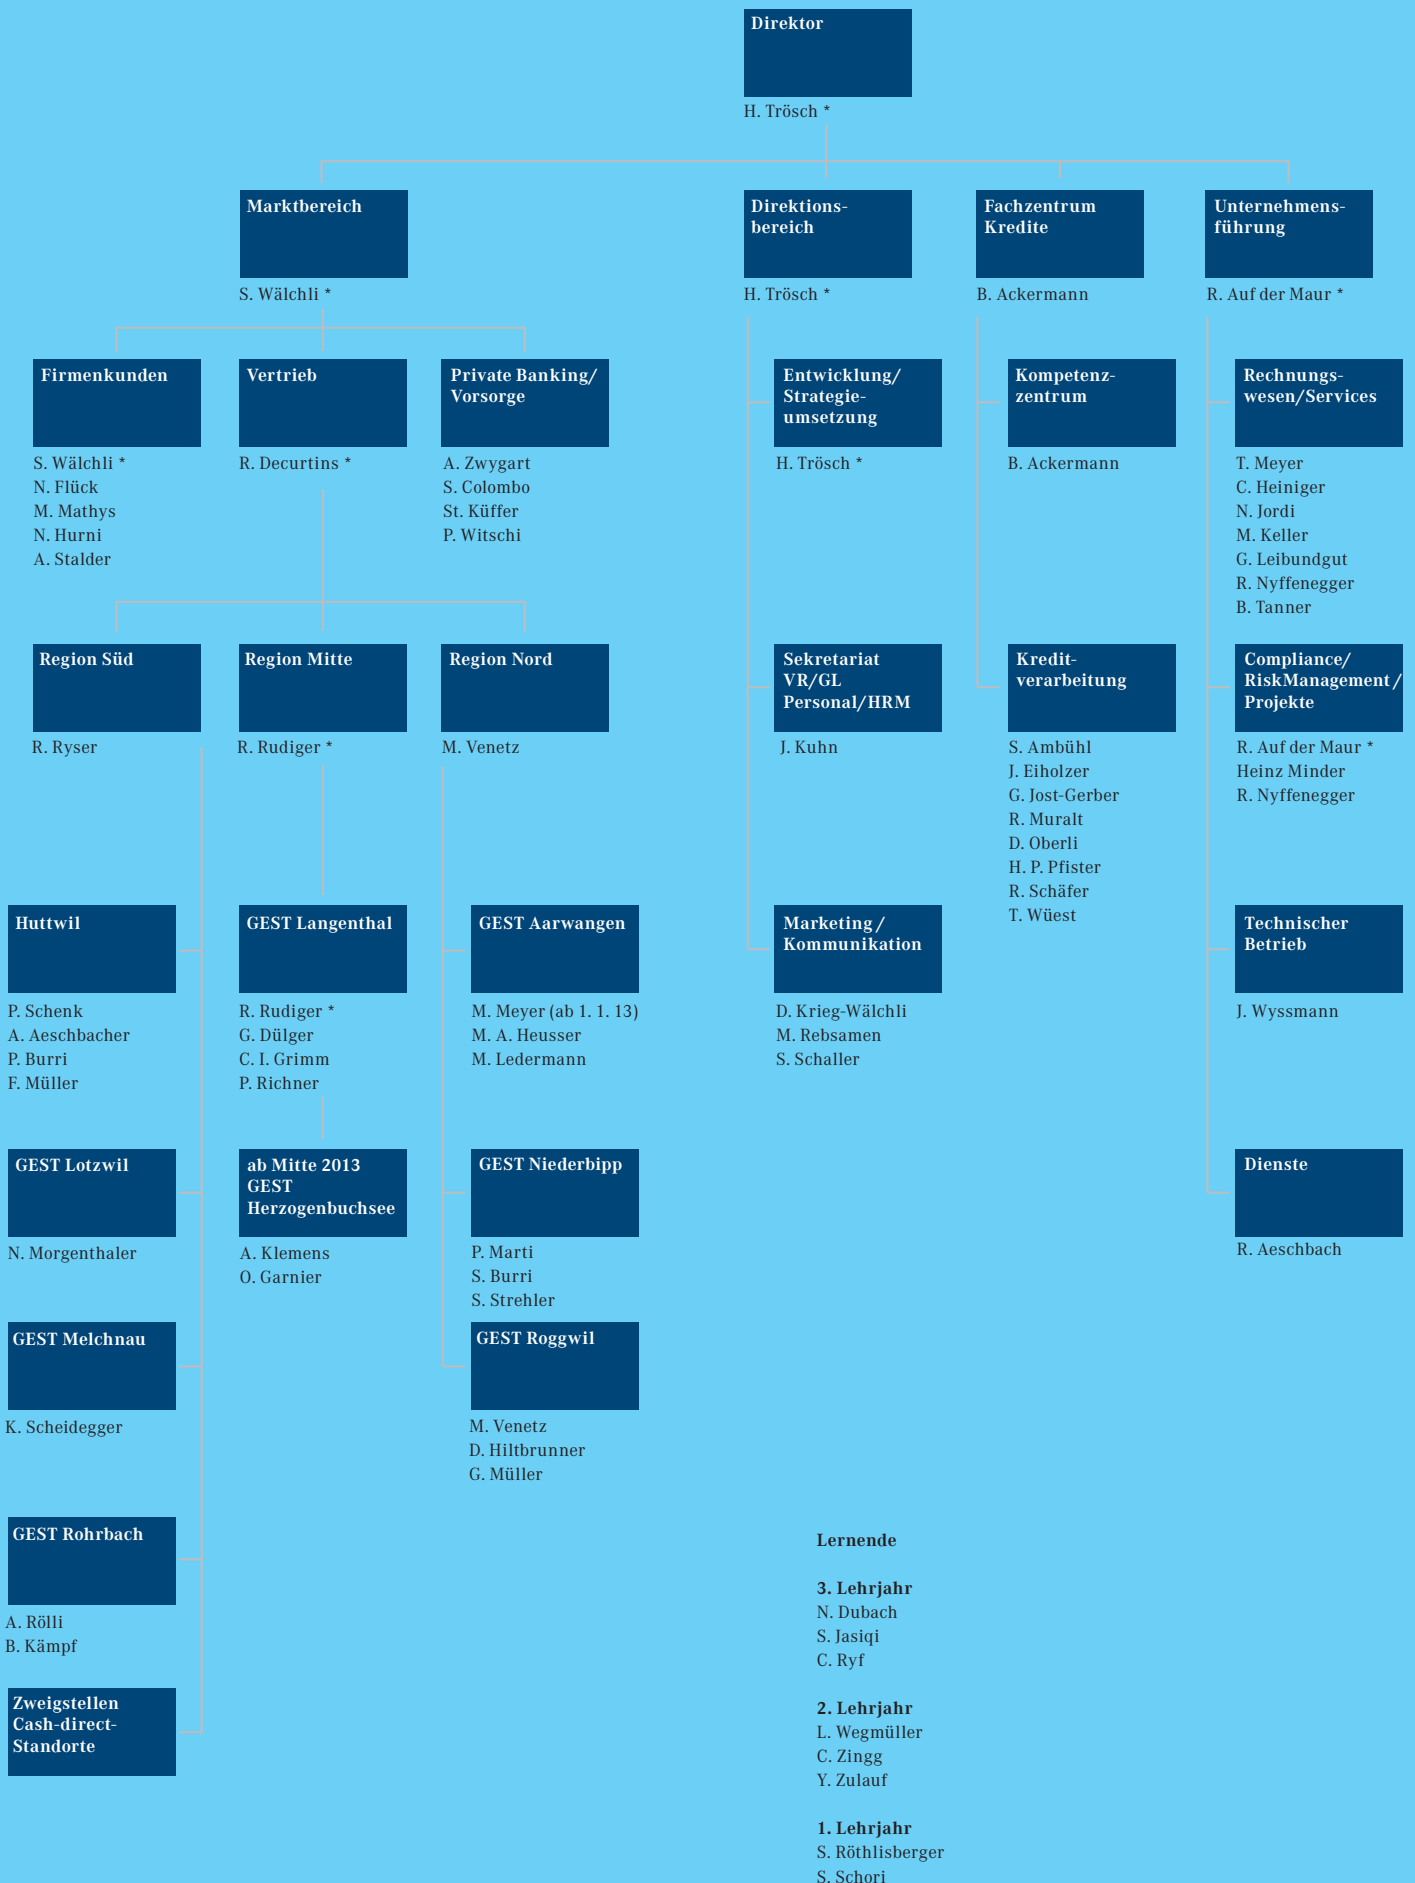 Direktor
H. Trösch *
Marktbereich
S. Wälchli *
Direktions-
bereich
H. Trösch *
Fachzentrum
Kredite
B. Ackermann
Unternehmens-
führung
R. Auf der Maur *
Firmenkunden
S. Wälchli *
N. Flück
M. Mathys
N. Hurni
A. Stalder
Vertrieb
R. Decurtins *
Private Banking/
Vorsorge
A. Zwygart
S. Colombo
St. Küffer
P. Witschi
Entwicklung/
Strategie-
umsetzung
H. Trösch *
Kompetenz-
zentrum
B. Ackermann
Rechnungs-
wesen/Services
T. Meyer
C. Heiniger
N. Jordi
M. Keller
G. Leibundgut
R. Nyffenegger
B. Tanner
Region Süd
R. Ryser
Region Mitte
R. Rudiger *
Region Nord
M. Venetz
Sekretariat
VR/GL
Personal/HRM
J. Kuhn
Kredit-
verarbeitung
S. Ambühl
J. Eiholzer
G. Jost-Gerber
R. Muralt
D. Oberli
H. P. Pfister
R. Schäfer
T. Wüest
Compliance/
RiskManagement/
Projekte
R. Auf der Maur *
Heinz Minder
R. Nyffenegger
Huttwil
P. Schenk
A. Aeschbacher
P. Burri
F. Müller
GEST Langenthal
R. Rudiger *
G. Dülger
C. I. Grimm
P. Richner
GEST Aarwangen
M. Meyer (ab 1. 1. 13)
M. A. Heusser
M. Ledermann
Marketing /
Kommunikation
D. Krieg-Wälchli
M. Rebsamen
S. Schaller
Technischer
Betrieb
J. Wyssmann
GEST Lotzwil
N. Morgenthaler
ab Mitte 2013
GEST
Herzogenbuchsee
A. Klemens
O. Garnier
GEST Niederbipp
P. Marti
S. Burri
S. Strehler
Dienste
R. Aeschbach
GEST Melchnau
K. Scheidegger
GEST Roggwil
M. Venetz
D. Hiltbrunner
G. Müller
GEST Rohrbach
A. Rölli
B. Kämpf
Zweigstellen
Cash-direct-
Standorte
Lernende
3. Lehrjahr
N. Dubach
S. Jasiqi
C. Ryf
2. Lehrjahr
L. Wegmüller
C. Zingg
Y. Zulauf
1. Lehrjahr
S. Röthlisberger
S. Schori